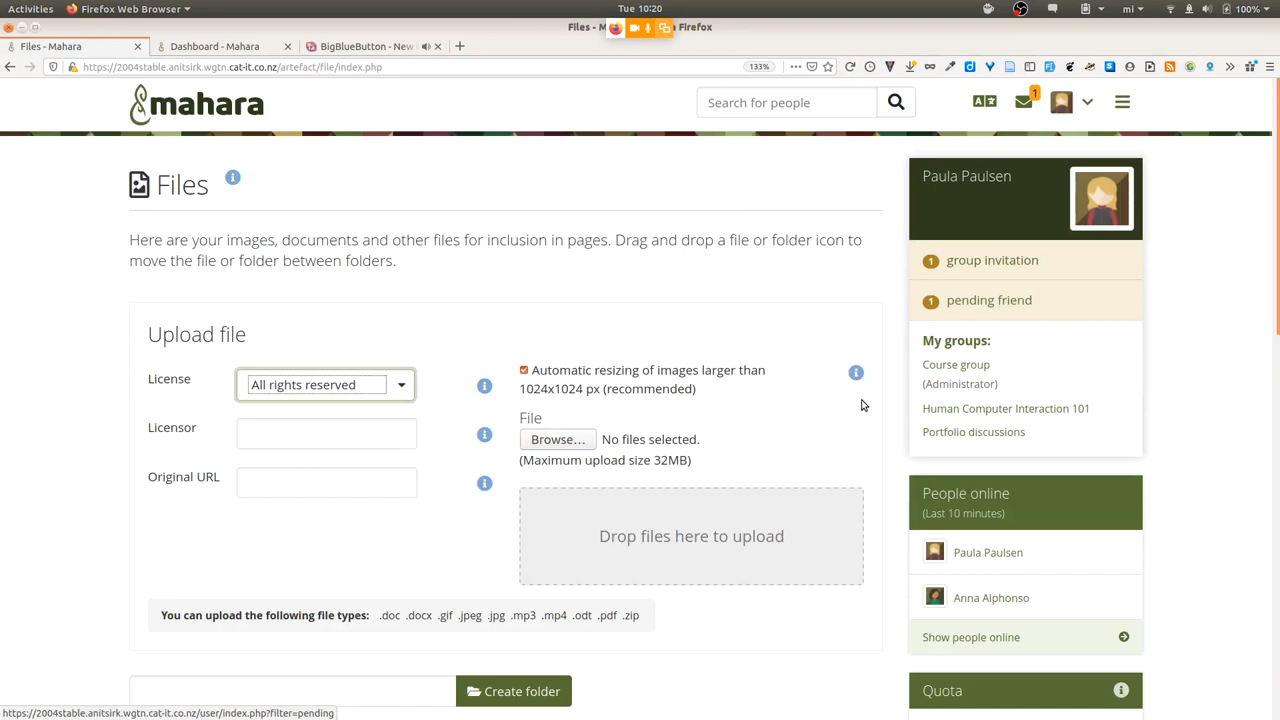 Activities Firefox Web Browser Tue 10:20 ml 100%
Files - M a Firefox
Files - Mahara Dashboard - Mahara BigBlueButton - New
https://2004stable.anitsirk.wgtn.cat-it.co.nz/artefact/file/index.php 133%
mahara
Search for people
1
Files
Here are your images, documents and other files for inclusion in pages. Drag and drop a file or folder icon to
move the file or folder between folders.
Upload file
License
All rights reserved
Licensor
Original URL
Automatic resizing of images larger than
1024x1024 px (recommended)
File
Browse... No files selected.
(Maximum upload size 32MB)
Drop files here to upload
You can upload the following file types: .doc .docx .gif .jpeg .jpg .mp3 .mp4 .odt .pdf .zip
Create folder
Paula Paulsen
1 group invitation
1 pending friend
My groups:
Course group
(Administrator)
Human Computer Interaction 101
Portfolio discussions
People online
(Last 10 minutes)
Paula Paulsen
Anna Alphonso
Show people online
Quota
https://2004stable.anitsirk.wgtn.cat-it.co.nz/user/index.php?filter=pending